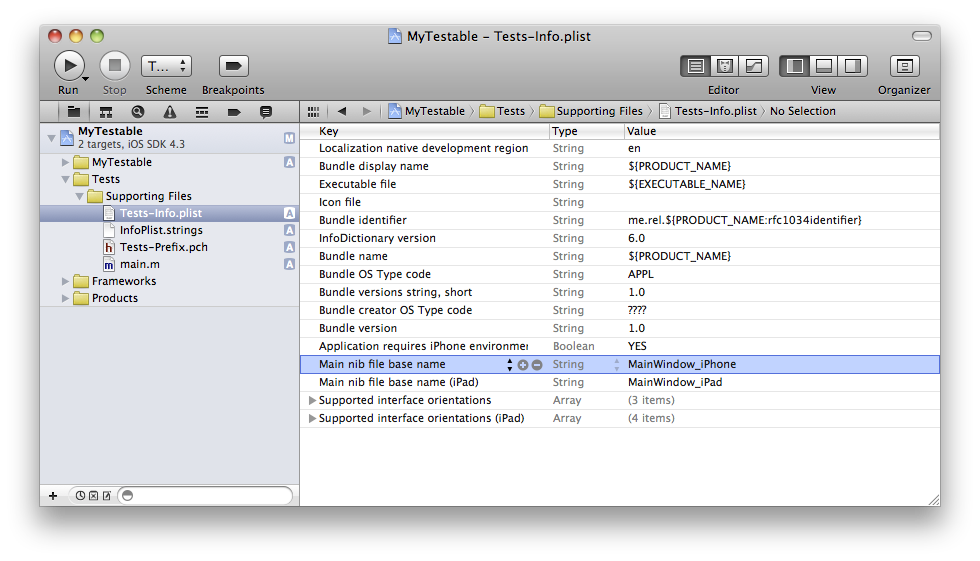 MyTestable – Tests-Info.plist
T...
Run Stop Scheme Breakpoints Editor View Organizer
MyTestable Tests Supporting Files Tests-Info.plist No Selection
MyTestable M
2 targets, iOS SDK 4.3
MyTestable A
Tests
Supporting Files
Tests-Info.plist A
InfoPlist.strings A
h Tests-Prefix.pch A
m main.m A
Frameworks
Products
Key Type Value
Localization native development region String en
Bundle display name String ${PRODUCT_NAME}
Executable file String ${EXECUTABLE_NAME}
Icon file String
Bundle identifier String me.rel.${PRODUCT_NAME:rfc1034identifier}
InfoDictionary version String 6.0
Bundle name String ${PRODUCT_NAME}
Bundle OS Type code String APPL
Bundle versions string, short String 1.0
Bundle creator OS Type code String ????
Bundle version String 1.0
Application requires iPhone environmer Boolean YES
Main nib file base name String MainWindow_iPhone
Main nib file base name (iPad) String MainWindow_iPad
Supported interface orientations Array (3 items)
Supported interface orientations (iPad) Array (4 items)